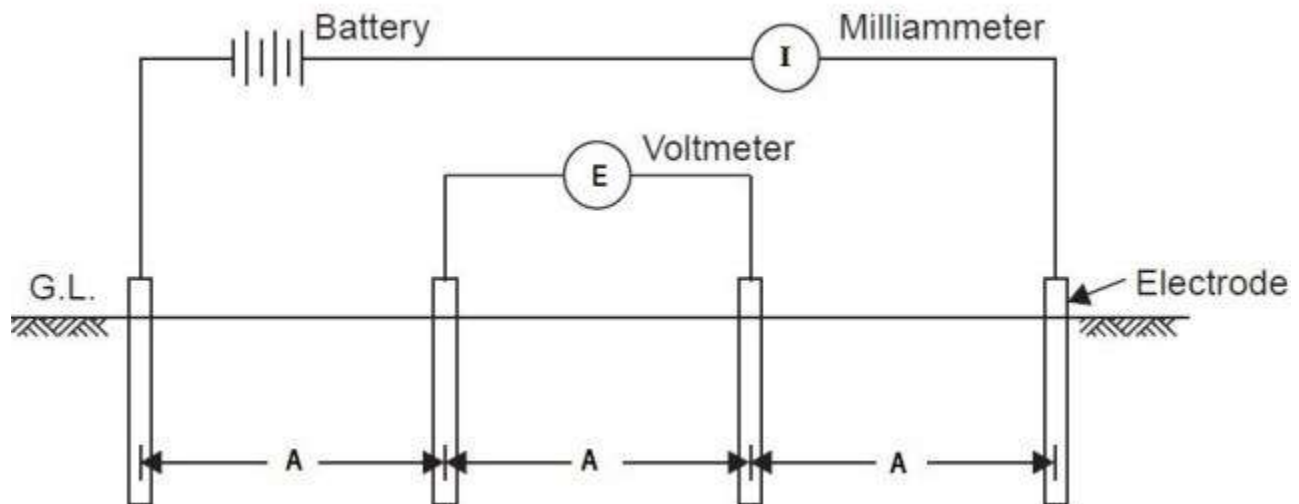 Battery
I
Milliammeter
E
Voltmeter
G.L.
Electrode
A
A
A